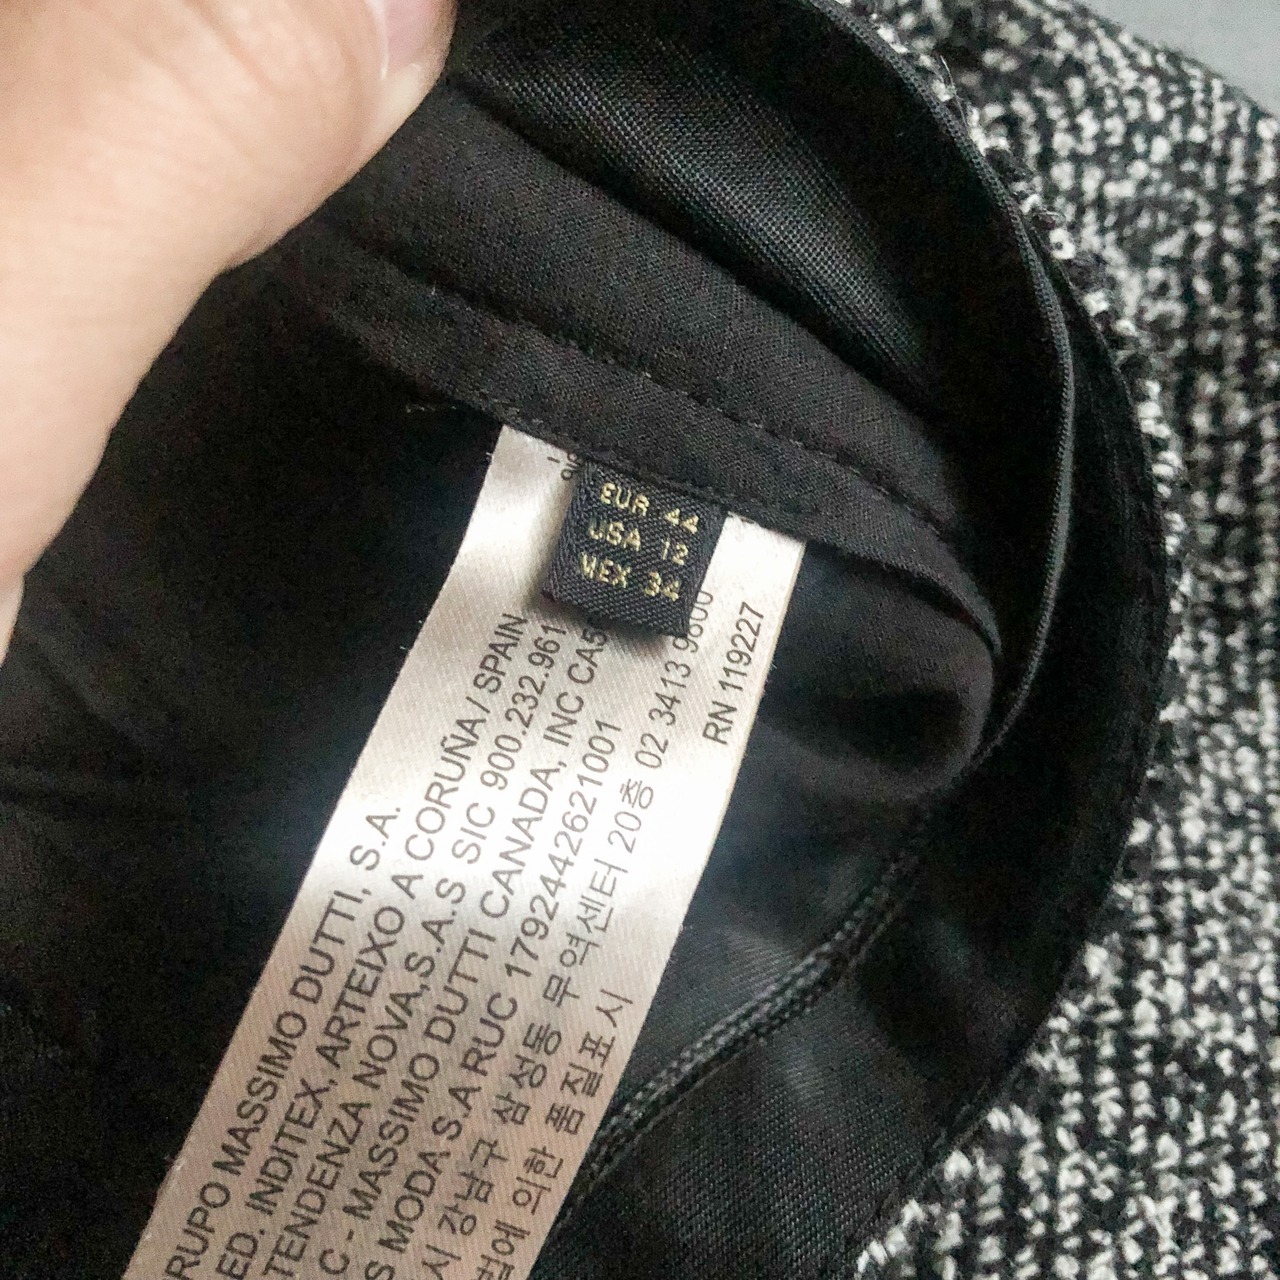 EUR 44
USA 12
MEX 34
RUPO MASSIMO DUTTI, S.A.
ED. INDITEX, ARTEIXO A CORUÑA / SPAIN
TENDENZA NOVA,S.A.S SIC 900.232.961
C - MASSIMO DUTTI CANADA, INC CA5
S MODA S.A RUC 1792442621001
시 강남구 삼성동 무역센터 20층 02 3413 9800
에 의한 품질표시
RN 119227